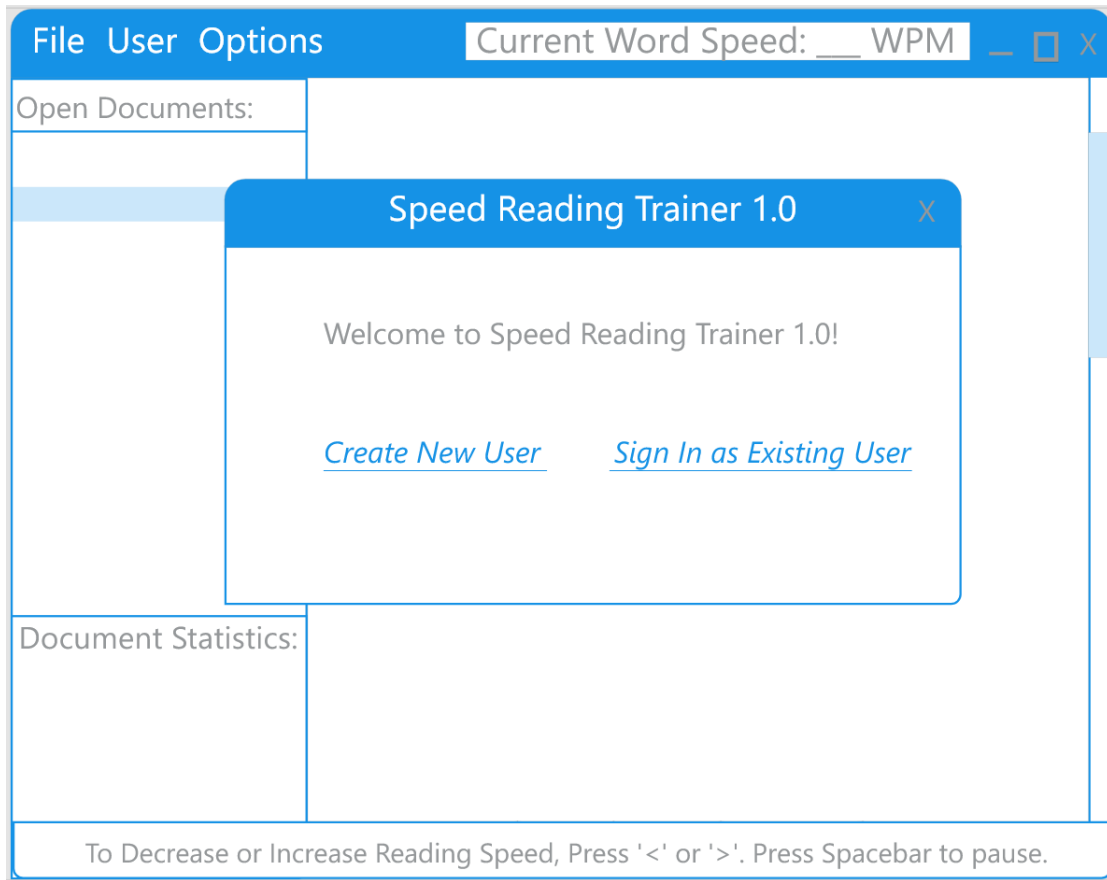 File User Options Current Word Speed: ___ WPM _ X
Open Documents:
Speed Reading Trainer 1.0 X
Welcome to Speed Reading Trainer 1.0!
Create New User Sign In as Existing User
Document Statistics:
To Decrease or Increase Reading Speed, Press '<' or '>'. Press Spacebar to pause.